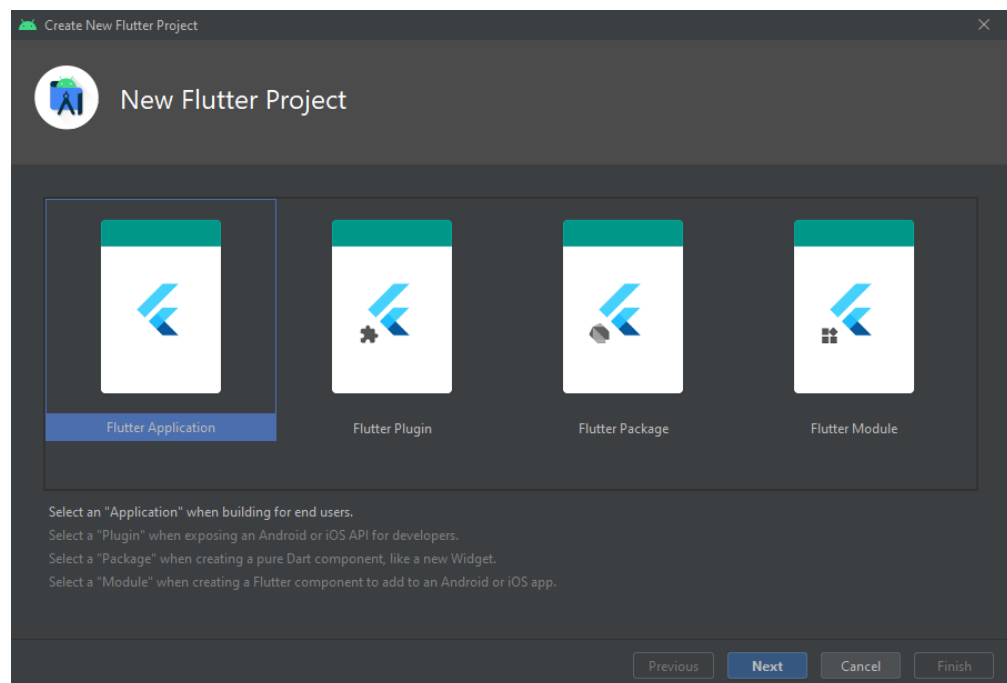 Create New Flutter Project
New Flutter Project
Flutter Application
Flutter Plugin
Flutter Package
Flutter Module
Select an "Application" when building for end users.
Select a "Plugin" when exposing an Android or iOS API for developers.
Select a "Package" when creating a pure Dart component, like a new Widget.
Select a "Module" when creating a Flutter component to add to an Android or iOS app.
Previous
Next
Cancel
Finish